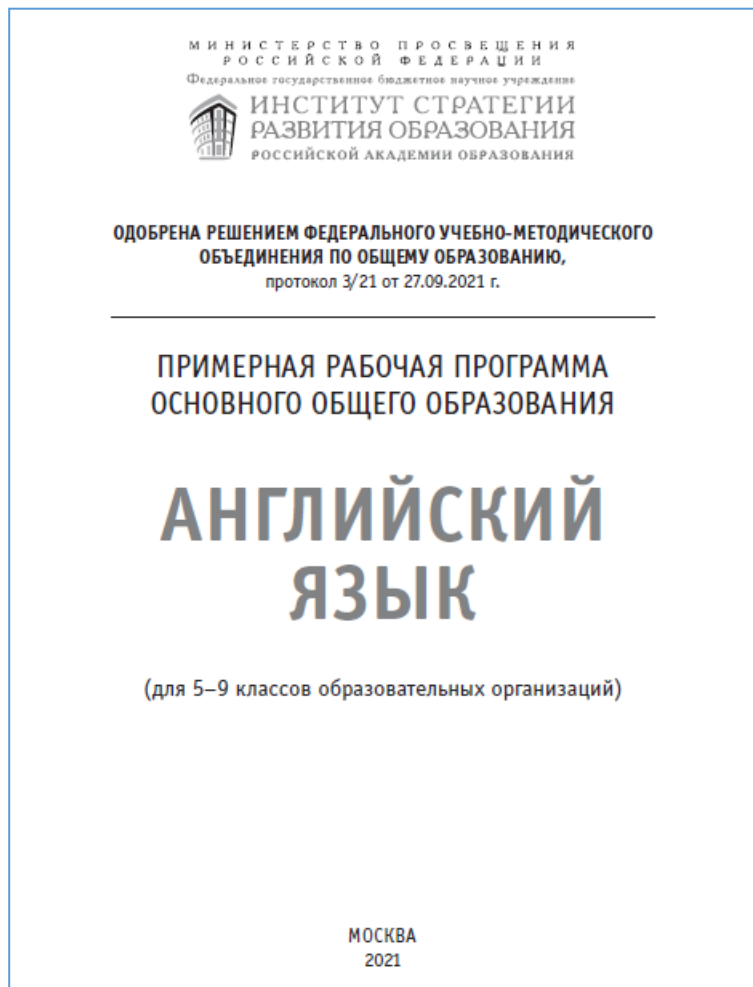 МИНИСТЕРСТВО ПРОСВЕЩЕНИЯ
РОССИЙСКОЙ ФЕДЕРАЦИИ
Федеральное государственное бюджетное научное учреждение
ИНСТИТУТ СТРАТЕГИИ
РАЗВИТИЯ ОБРАЗОВАНИЯ
РОССИЙСКОЙ АКАДЕМИИ ОБРАЗОВАНИЯ
ОДОБРЕНА РЕШЕНИЕМ ФЕДЕРАЛЬНОГО УЧЕБНО-МЕТОДИЧЕСКОГО
ОБЪЕДИНЕНИЯ ПО ОБЩЕМУ ОБРАЗОВАНИЮ,
протокол 3/21 от 27.09.2021 г.
ПРИМЕРНАЯ РАБОЧАЯ ПРОГРАММА
ОСНОВНОГО ОБЩЕГО ОБРАЗОВАНИЯ
АНГЛИЙСКИЙ
ЯЗЫК
(для 5–9 классов образовательных организаций)
МОСКВА
2021